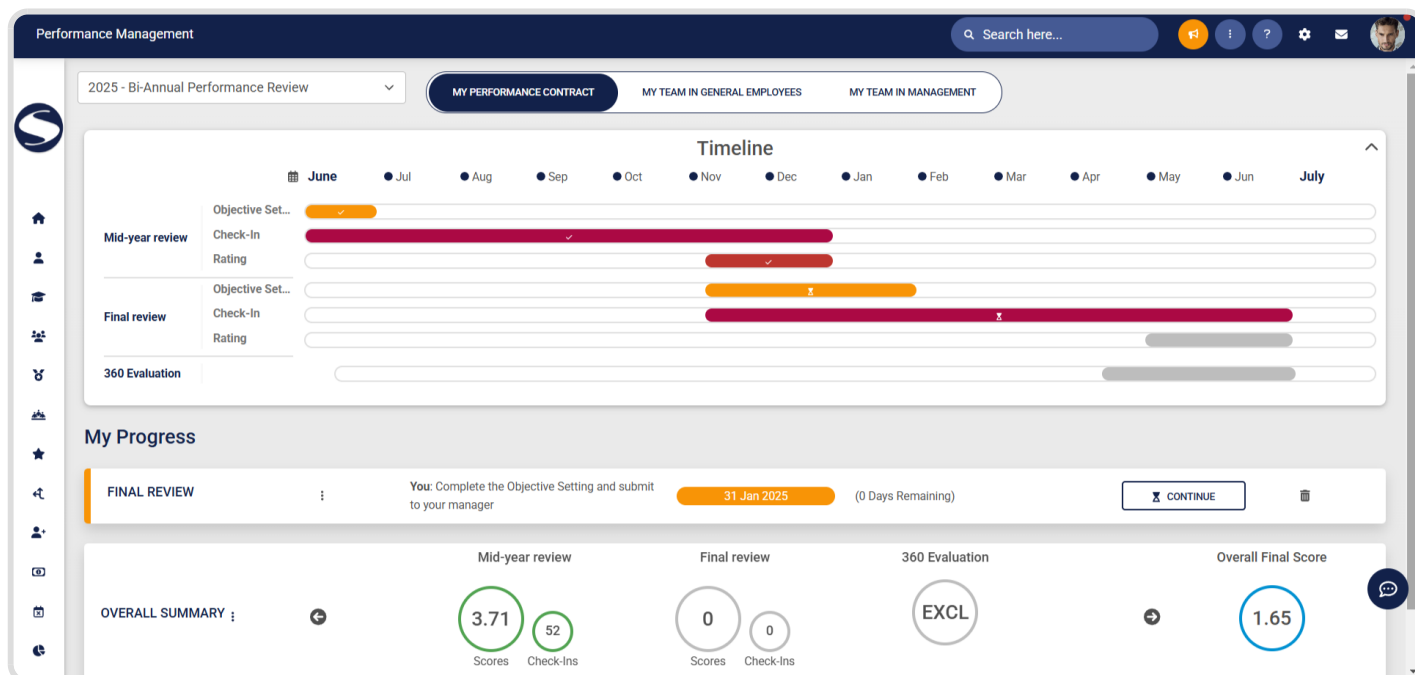 Performance Management
Search here...
2025 - Bi-Annual Performance Review
MY PERFORMANCE CONTRACT
MY TEAM IN GENERAL EMPLOYEES
MY TEAM IN MANAGEMENT
Timeline
June Jul Aug Sep Oct Nov Dec Jan Feb Mar Apr May Jun July
Mid-year review
Objective Set...
Check-In
Rating
Final review
Objective Set...
Check-In
Rating
360 Evaluation
My Progress
FINAL REVIEW
You: Complete the Objective Setting and submit
to your manager
31 Jan 2025
(0 Days Remaining)
CONTINUE
Mid-year review
Final review
360 Evaluation
Overall Final Score
OVERALL SUMMARY
3.71
52
0
0
EXCL
1.65
Scores
Check-Ins
Scores
Check-Ins